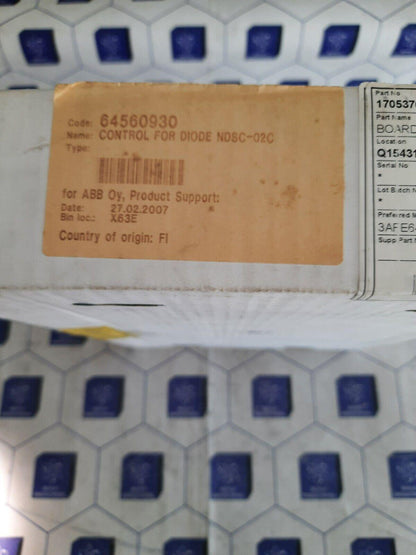 Code: 64560930
Name: CONTROL FOR DIODE NDSC-02C
Type:
for ABB Oy, Product Support:
Date: 27.02.2007
Bin loc.: X63E
Country of origin: FI
Part No
170537
Part Name
BOARD
Location
Q15431
Serial No
*
Lot Batch N
*
Preferred
3AFE6
Supp Part